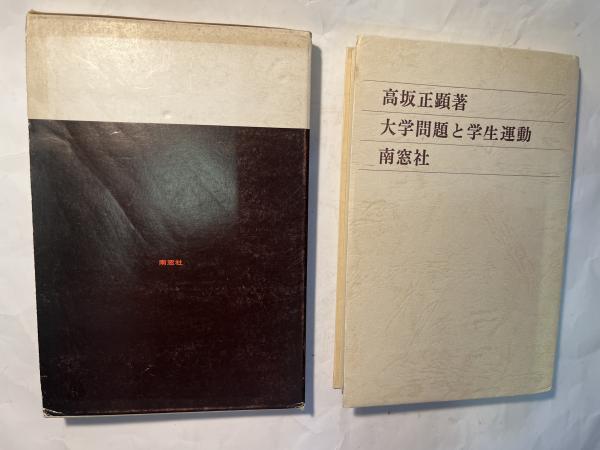 南窓社
高坂正顕著
大学問題と学生運動
南窓社